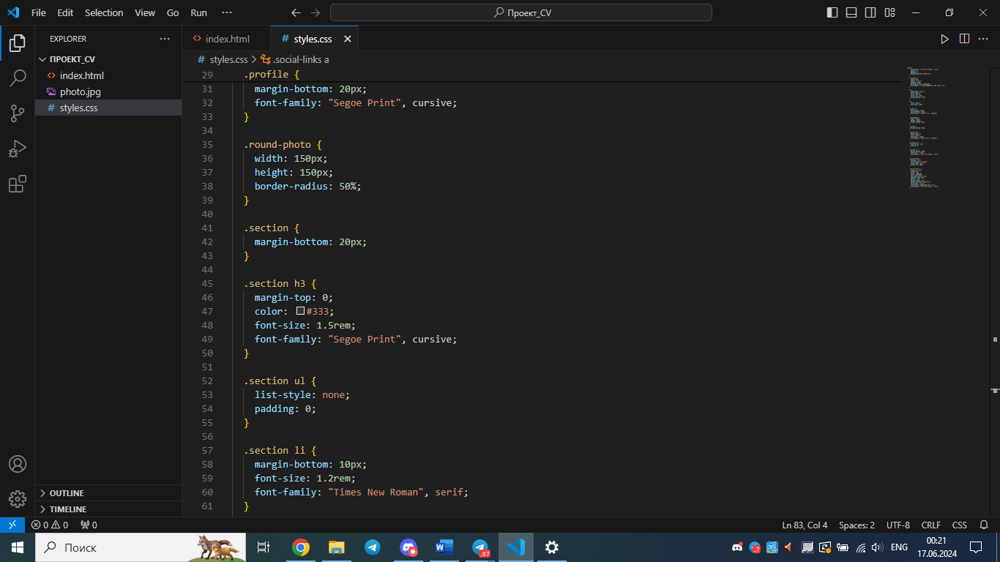 File Edit Selection View Go Run ···
Проект_CV
EXPLORER
ПРОЕКТ_CV
index.html
photo.jpg
styles.css
OUTLINE
TIMELINE
index.html
# styles.css
# styles.css > .social-links a
29 .profile {
31 margin-bottom: 20px;
32 font-family: "Segoe Print", cursive;
33 }
34
35 .round-photo {
36 width: 150px;
37 height: 150px;
38 border-radius: 50%;
39 }
40
41 .section {
42 margin-bottom: 20px;
43 }
44
45 .section h3 {
46 margin-top: 0;
47 color: #333;
48 font-size: 1.5rem;
49 font-family: "Segoe Print", cursive;
50 }
51
52 .section ul {
53 list-style: none;
54 padding: 0;
55 }
56
57 .section li {
58 margin-bottom: 10px;
59 font-size: 1.2rem;
60 font-family: "Times New Roman", serif;
61 }
0 0 0
Ln 83, Col 4 Spaces: 2 UTF-8 CRLF CSS
Поиск
97
ENG
00:21
17.06.2024